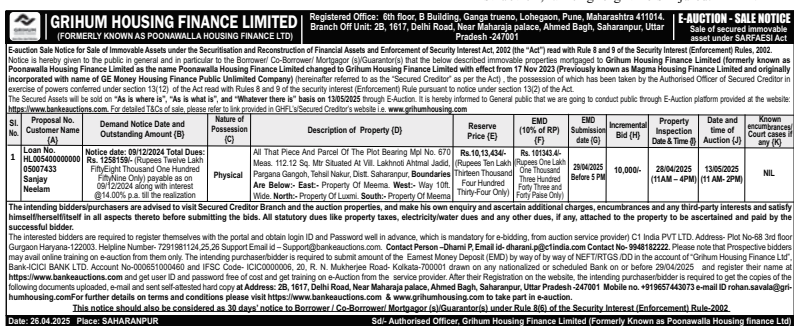 GRIHUM HOUSING FINANCE LIMITED
(FORMERLY KNOWN AS POONAWALLA HOUSING FINANCE LTD)
Registered Office: 6th floor, B Building, Ganga trueno, Lohegaon, Pune, Maharashtra 411014.
Branch Off Unit: 2B, 1617, Delhi Road, Near Maharaja palace, Ahmed Bagh, Saharanpur, Uttar
Pradesh -247001
E-AUCTION - SALE NOTICE
Sale of secured immovable
asset under SARFAESI Act
E-auction Sale Notice for Sale of Immovable Assets under the Securitisation and Reconstruction of Financial Assets and Enforcement of Security Interest Act, 2002 (the "Act") read with Rule 8 and 9 of the Security Interest (Enforcement) Rules, 2002.
Notice is hereby given to the public in general and in particular to the Borrower/ Co-Borrower/ Mortgagor (s)/Guarantor(s) that the below described immovable properties mortgaged to Grihum Housing Finance Limited (formerly known as
Poonawalla Housing Finance Limited as the name Poonawalla Housing Finance Limited changed to Grihum Housing Finance Limited with effect from 17 Nov 2023 (Previously known as Magma Housing Finance Limited and originally
incorporated with name of GE Money Housing Finance Public Unlimited Company) (hereinafter referred to as the "Secured Creditor" as per the Act) , the possession of which has been taken by the Authorised Officer of Secured Creditor in
exercise of powers conferred under section 13(12) of the Act read with Rules 8 and 9 of the security interest (Enforcement) Rule pursuant to notice under section 13(2) of the Act.
The Secured Assets will be sold on "As is where is", "As is what is", and "Whatever there is" basis on 13/05/2025 through E-Auction. It is hereby informed to General public that we are going to conduct public through E-Auction platform provided at the website:
https://www.bankeauctions.com. For detailed T&Cs of sale, please refer to link provided in GHFL's/Secured Creditor's website i.e. www.grihumhousing.com
Sl. No.
Proposal No. Customer Name {A}
Demand Notice Date and Outstanding Amount {B}
Nature of Possession {C}
Description of Property {D}
Reserve Price {E}
EMD (10% of RP) {F}
EMD Submission date {G}
Incremental Bid {H}
Property Inspection Date & Time {I}
Date and time of Auction {J}
Known encumbrances/ Court cases if any {K}
1
Loan No. HL00540000000 05007433 Sanjay Neelam
Notice date: 09/12/2024 Total Dues: Rs. 1258159/- (Rupees Twelve Lakh FiftyEight Thousand One Hundred FiftyNine Only) payable as on 09/12/2024 along with interest @14.00% p.a. till the realization
Physical
All That Piece And Parcel Of The Plot Bearing Mpl No. 670 Meas. 112.12 Sq. Mtr Situated At Vill. Lakhnoti Ahtmal Jadid, Pargana Gangoh, Tehsil Nakur, Distt. Saharanpur, Boundaries Are Below:- East:- Property Of Meema. West:- Way 10ft, Wide. North:- Property Of Luxmi. South:- Property Of Meema
Rs.10,13,434/- (Rupees Ten Lakh Thirteen Thousand Four Hundred Thirty-Four Only)
Rs. 101343.4/- (Rupees One Lakh One Thousand Three Hundred Forty Three and Forty Paise Only)
29/04/2025 Before 5 PM
10,000/-
28/04/2025 (11AM – 4PM)
13/05/2025 (11 AM- 2PM)
NIL
The intending bidders/purchasers are advised to visit Secured Creditor Branch and the auction properties, and make his own enquiry and ascertain additional charges, encumbrances and any third-party interests and satisfy
himself/herself/itself in all aspects thereto before submitting the bids. All statutory dues like property taxes, electricity/water dues and any other dues, if any, attached to the property to be ascertained and paid by the
successful bidder.
The interested bidders are required to register themselves with the portal and obtain login ID and Password well in advance, which is mandatory for e-bidding, from auction service provider) C1 India PVT LTD. Address- Plot No-68 3rd floor
Gurgaon Haryana-122003. Helpline Number- 7291981124,25,26 Support Email id – Support@bankeauctions.com. Contact Person –Dharni P, Email id- dharani.p@c1india.com Contact No- 9948182222. Please note that Prospective bidders
may avail online training on e-auction from them only. The intending purchaser/bidder is required to submit amount of the Earnest Money Deposit (EMD) by way of by way of NEFT/RTGS /DD in the account of "Grihum Housing Finance Ltd",
Bank-ICICI BANK LTD. Account No-000651000460 and IFSC Code- ICIC0000006, 20, R. N. Mukherjee Road- Kolkata-700001 drawn on any nationalized or scheduled Bank on or before 29/04/2025 and register their name at
https://www.bankeauctions.com and get user ID and password free of cost and get training on e-Auction from the service provider. After their Registration on the website, the intending purchaser/bidder is required to get the copies of the
following documents uploaded, e-mail and self-attested hard copy at Address: 2B, 1617, Delhi Road, Near Maharaja palace, Ahmed Bagh, Saharanpur, Uttar Pradesh -247001 Mobile no. +919657443073 e-mail ID rohan.savala@gri-
humhousing.comFor further details on terms and conditions please visit https://www.bankeauctions.com & www.grihumhousing.com to take part in e-auction.
This notice should also be considered as 30 days' notice to Borrower / Co-Borrower/ Mortgagor (s)/Guarantor(s) under Rule 8(6) of the Security Interest (Enforcement) Rule-2002
Date: 26.04.2025 Place: SAHARANPUR
Sd/- Authorised Officer, Grihum Housing Finance Limited (Formerly Known as Poonawalla Housing Finance Ltd)